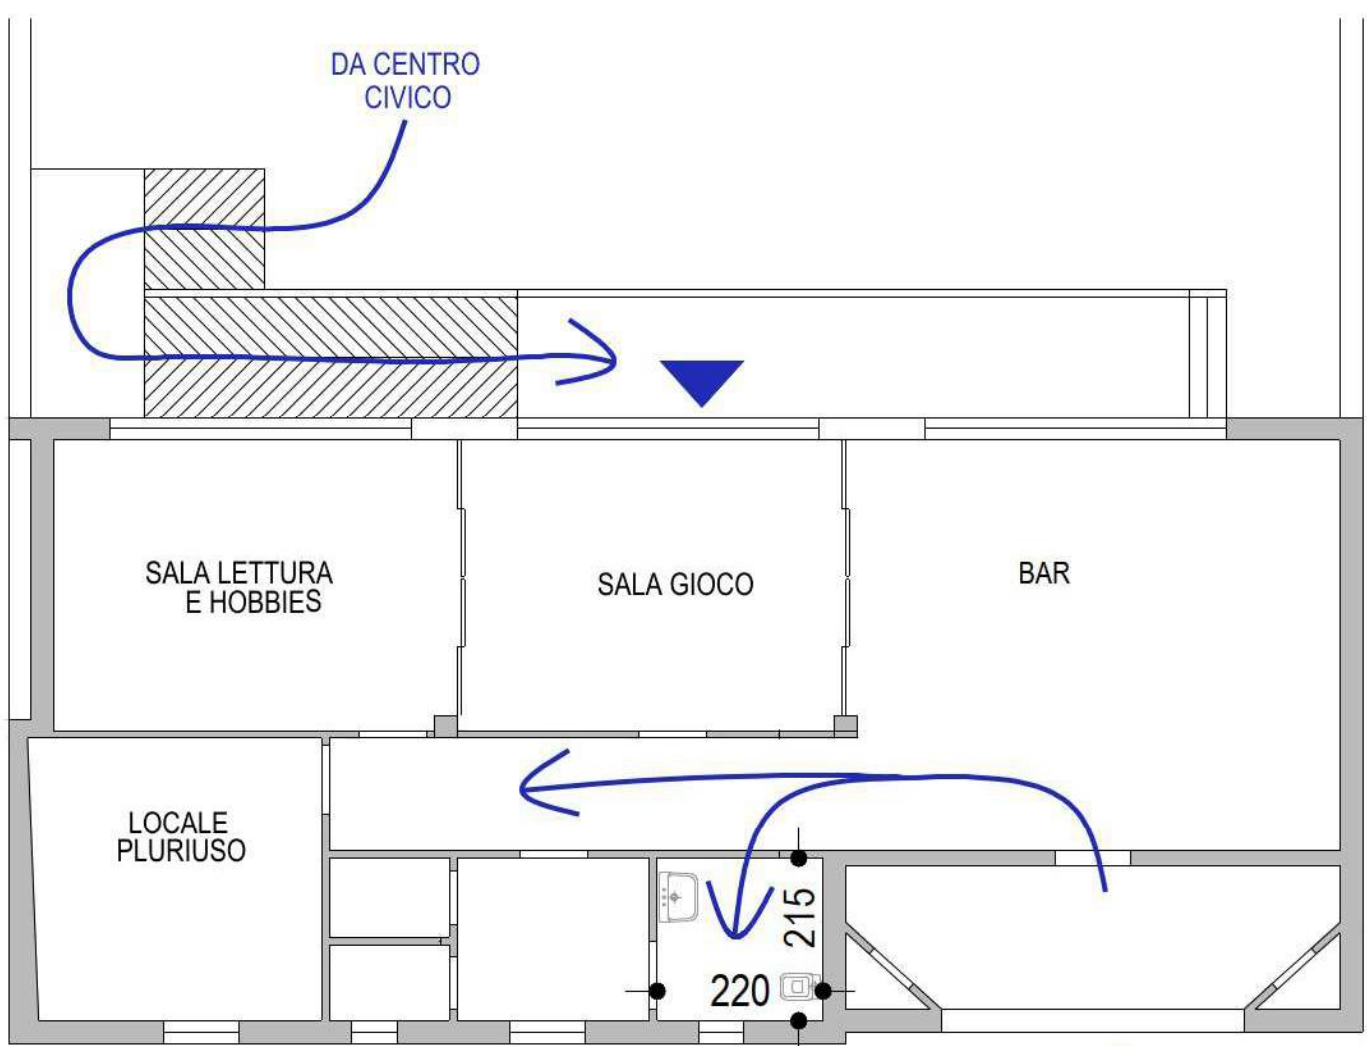 DA CENTRO
CIVICO
SALA LETTURA
E HOBBIES
SALA GIOCO
BAR
LOCALE
PLURIUSO
215
220